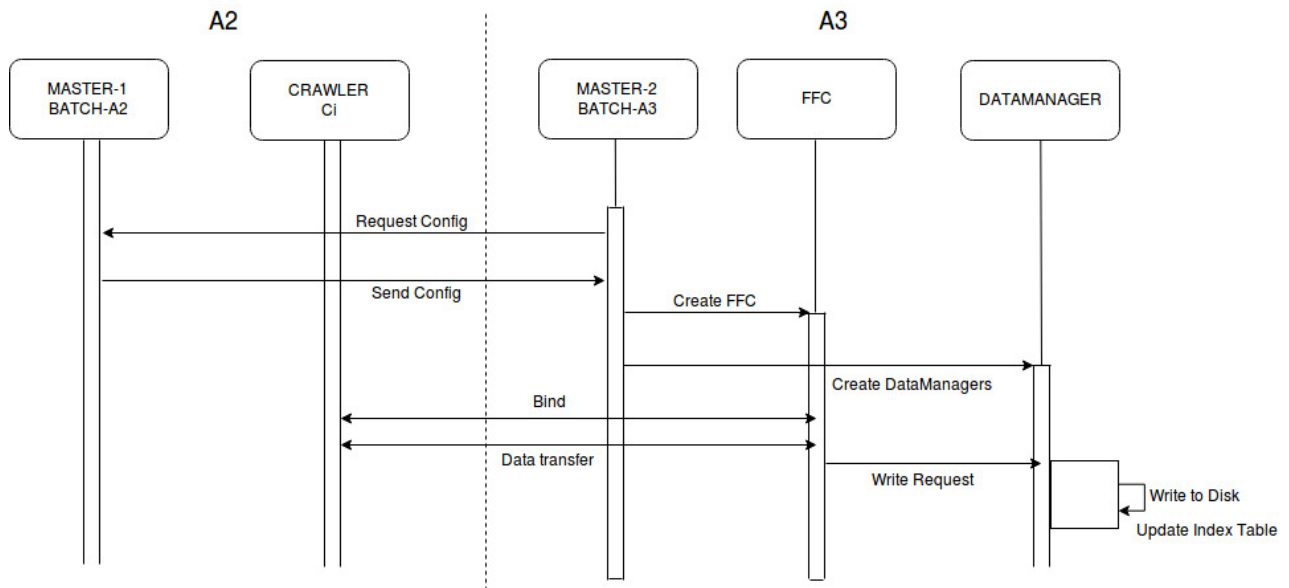 A2
A3
MASTER-1
BATCH-A2
CRAWLER
Ci
MASTER-2
BATCH-A3
FFC
DATAMANAGER
Request Config
Send Config
Create FFC
Create DataManagers
Bind
Data transfer
Write Request
Write to Disk
Update Index Table